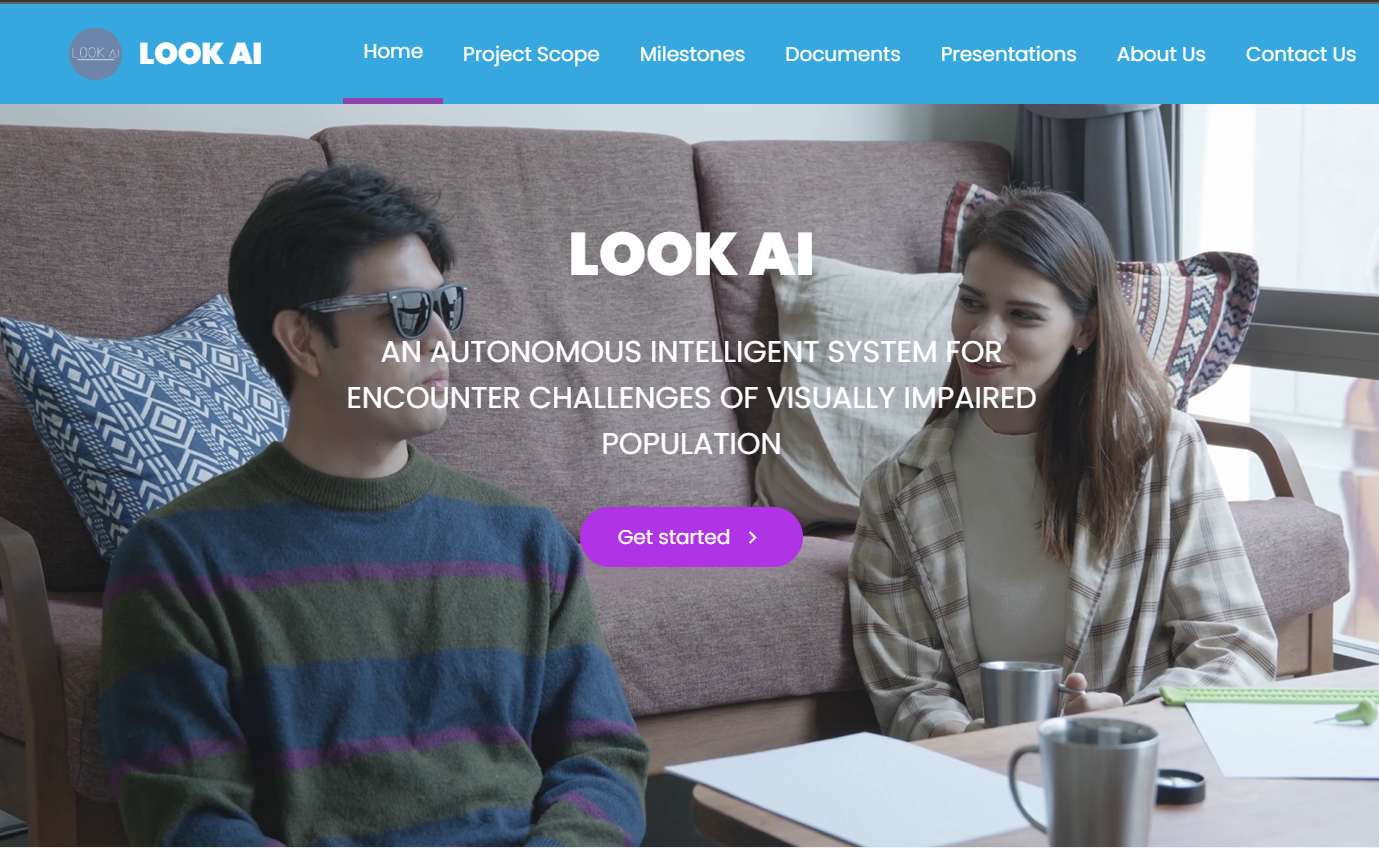 LOOK AI
LOOK AI
Home
Project Scope
Milestones
Documents
Presentations
About Us
Contact Us
LOOK AI
AN AUTONOMOUS INTELLIGENT SYSTEM FOR
ENCOUNTER CHALLENGES OF VISUALLY IMPAIRED
POPULATION
Get started